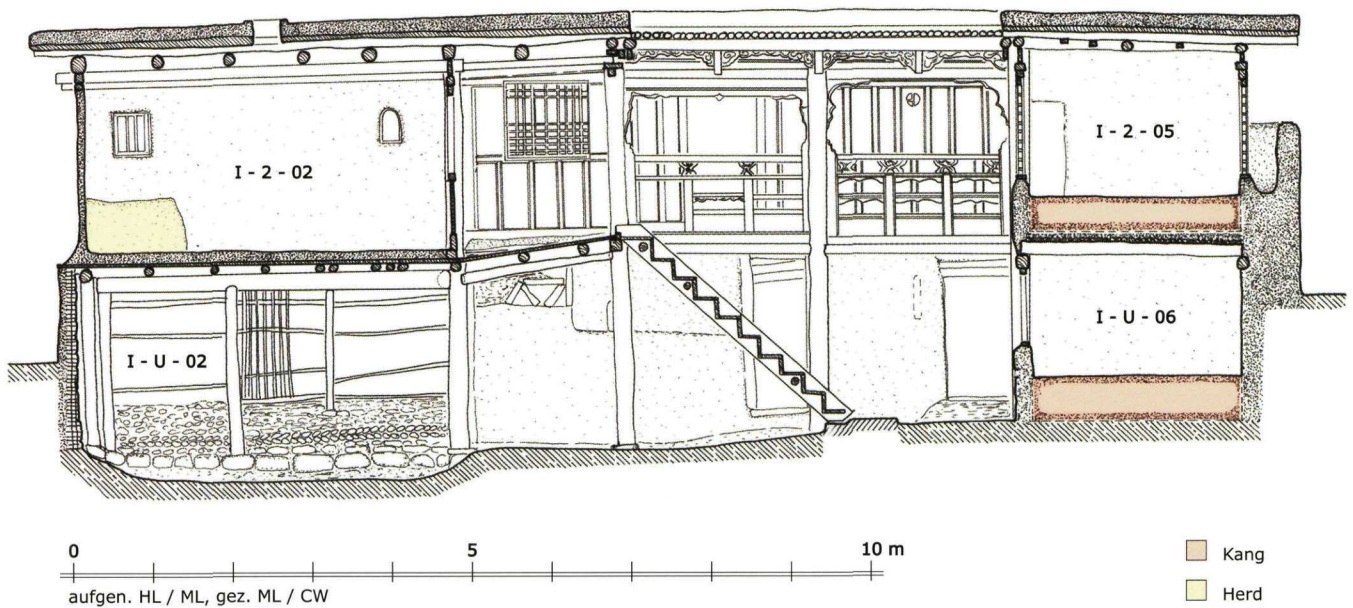 I - 2 - 02
I - 2 - 05
I - U - 02
I - U - 06
0 5 10 m
aufgen. HL / ML, gez. ML / CW
Kang
Herd